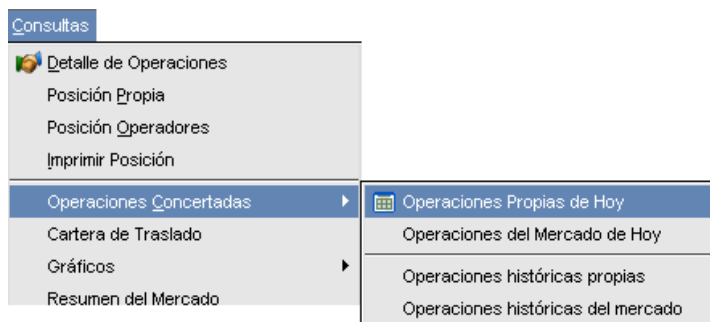 Consultas
Detalle de Operaciones
Posición Propia
Posición Operadores
Imprimir Posición
Operaciones Concertadas
Cartera de Traslado
Gráficos
Resumen del Mercado
Operaciones Propias de Hoy
Operaciones del Mercado de Hoy
Operaciones históricas propias
Operaciones históricas del mercado